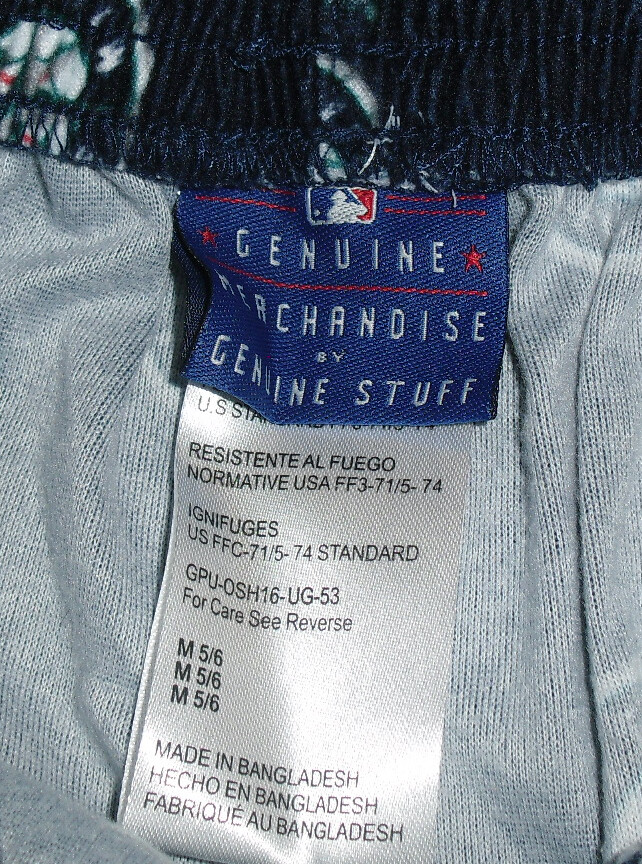 GENUINE
MERCHANDISE
BY
GENUINE STUFF
U.S
RESISTENTE AL FUEGO
NORMATIVE USA FF3-71/5- 74
IGNIFUGES
US FFC-71/5- 74 STANDARD
GPU-OSH16-UG-53
For Care See Reverse
M 5/6
M 5/6
M 5/6
MADE IN BANGLADESH
HECHO EN BANGLADESH
FABRIQUÉ AU BANGLADESH